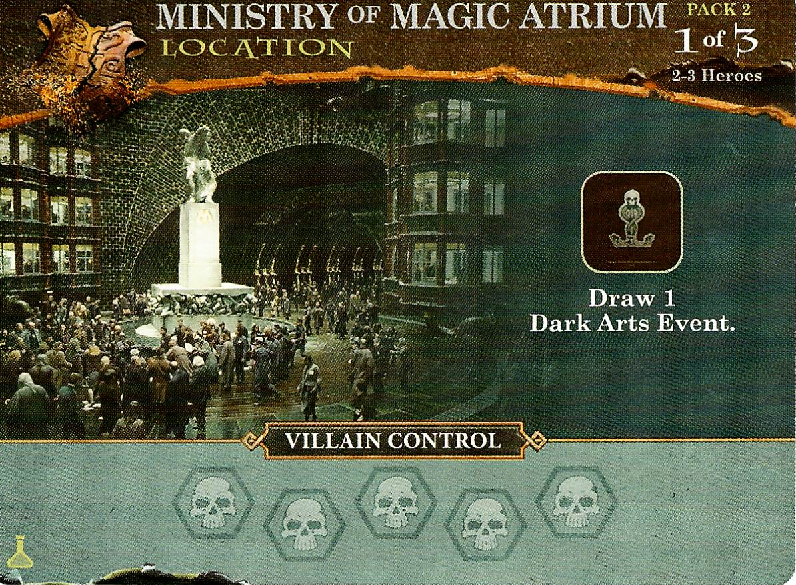 MINISTRY OF MAGIC ATRIUM
LOCATION
PACK 2
1 of 3
2-3 Heroes
Draw 1
Dark Arts Event.
VILLAIN CONTROL